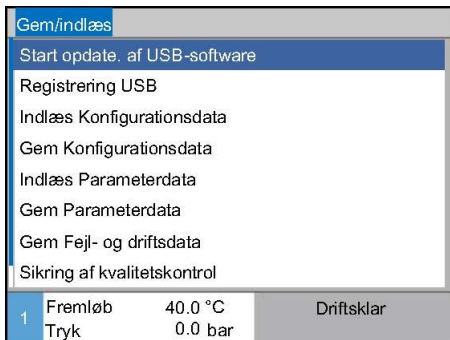 Gem/indlæs
Start opdate. af USB-software
Registrering USB
Indlæs Konfigurationsdata
Gem Konfigurationsdata
Indlæs Parameterdata
Gem Parameterdata
Gem Fejl- og driftsdata
Sikring af kvalitetskontrol
1 Fremløb 40.0 °C Driftsklar
Tryk 0.0 bar